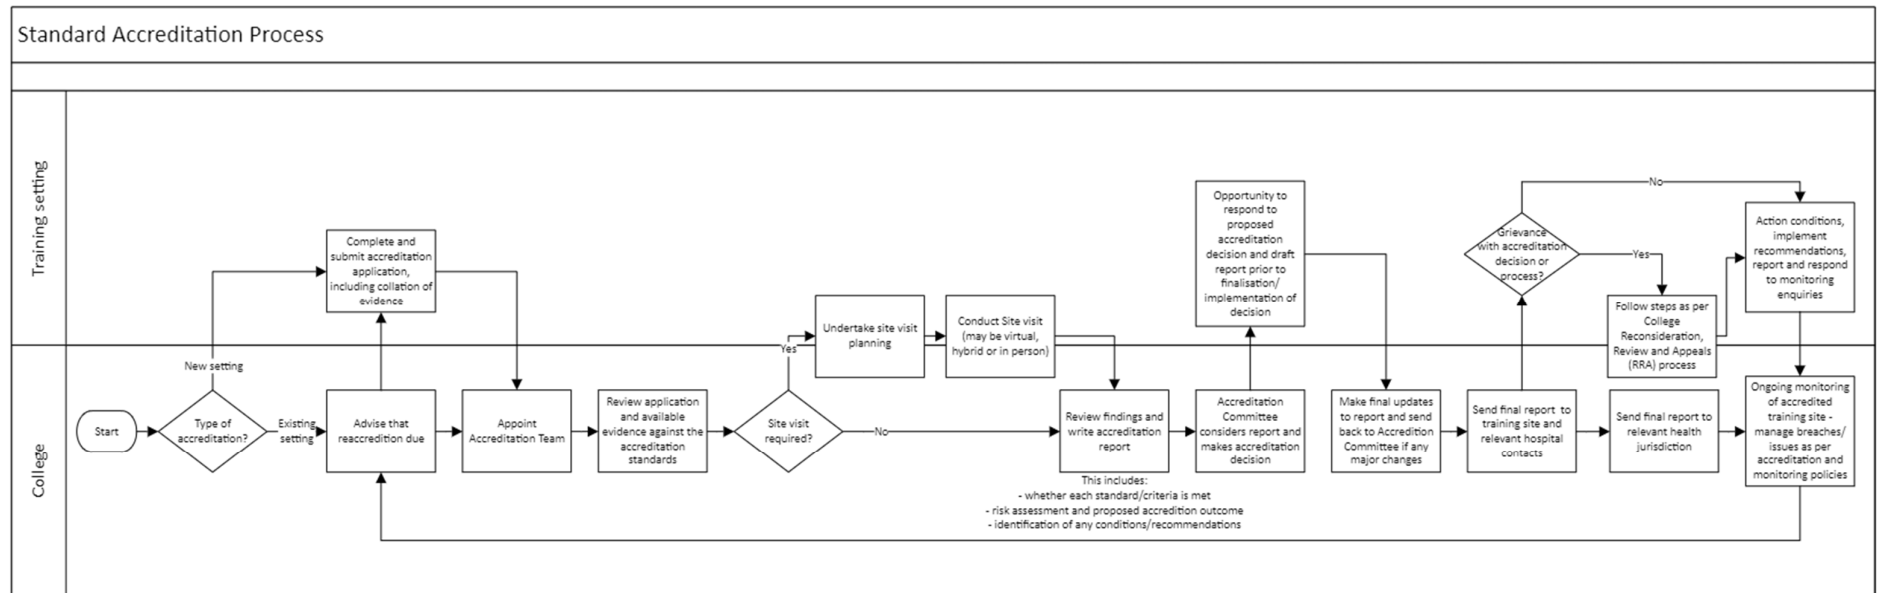 Standard Accreditation Process
Training setting
College
Start
Type of
accreditation?
New setting
Existing
setting
Complete and
submit accreditation
application,
including collation of
evidence
Advise that
reaccredition due
Appoint
Accreditation Team
Review application
and available
evidence against the
accreditation
standards
Site visit
required?
Yes
No
Undertake site visit
planning
Conduct Site visit
(may be virtual,
hybrid or in person)
Review findings and
write accreditation
report
This includes:
- whether each standard/criteria is met
- risk assessment and proposed accredition outcome
- identification of any conditions/recommendations
Accreditation
Committee
considers report and
makes accreditation
decision
Opportunity to
respond to
proposed
accreditation
decision and draft
report prior to
finalisation/
implementation of
decision
Make final updates
to report and send
back to Accredition
Committee if any
major changes
Send final report to
training site and
relevant hospital
contacts
Grievance
with accreditation
decision or
process?
No
Yes
Follow steps as per
College
Reconsideration,
Review and Appeals
(RRA) process
Send final report to
relevant health
jurisdiction
Action conditions,
implement
recommendations,
report and respond
to monitoring
enquiries
Ongoing monitoring
of accredited
training site -
manage breaches/
issues as per
accreditation and
monitoring policies